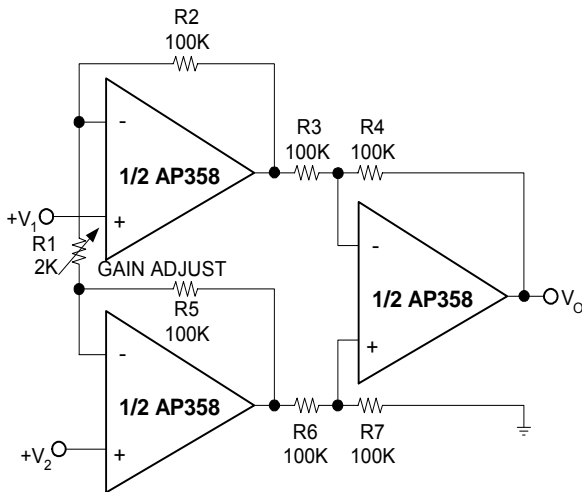 R2
100K
-
1/2 AP358
+
+V1
R1
2K
GAIN ADJUST
R3
100K
R4
100K
-
1/2 AP358
+
VO
R5
100K
-
1/2 AP358
+
+V2
R6
100K
R7
100K